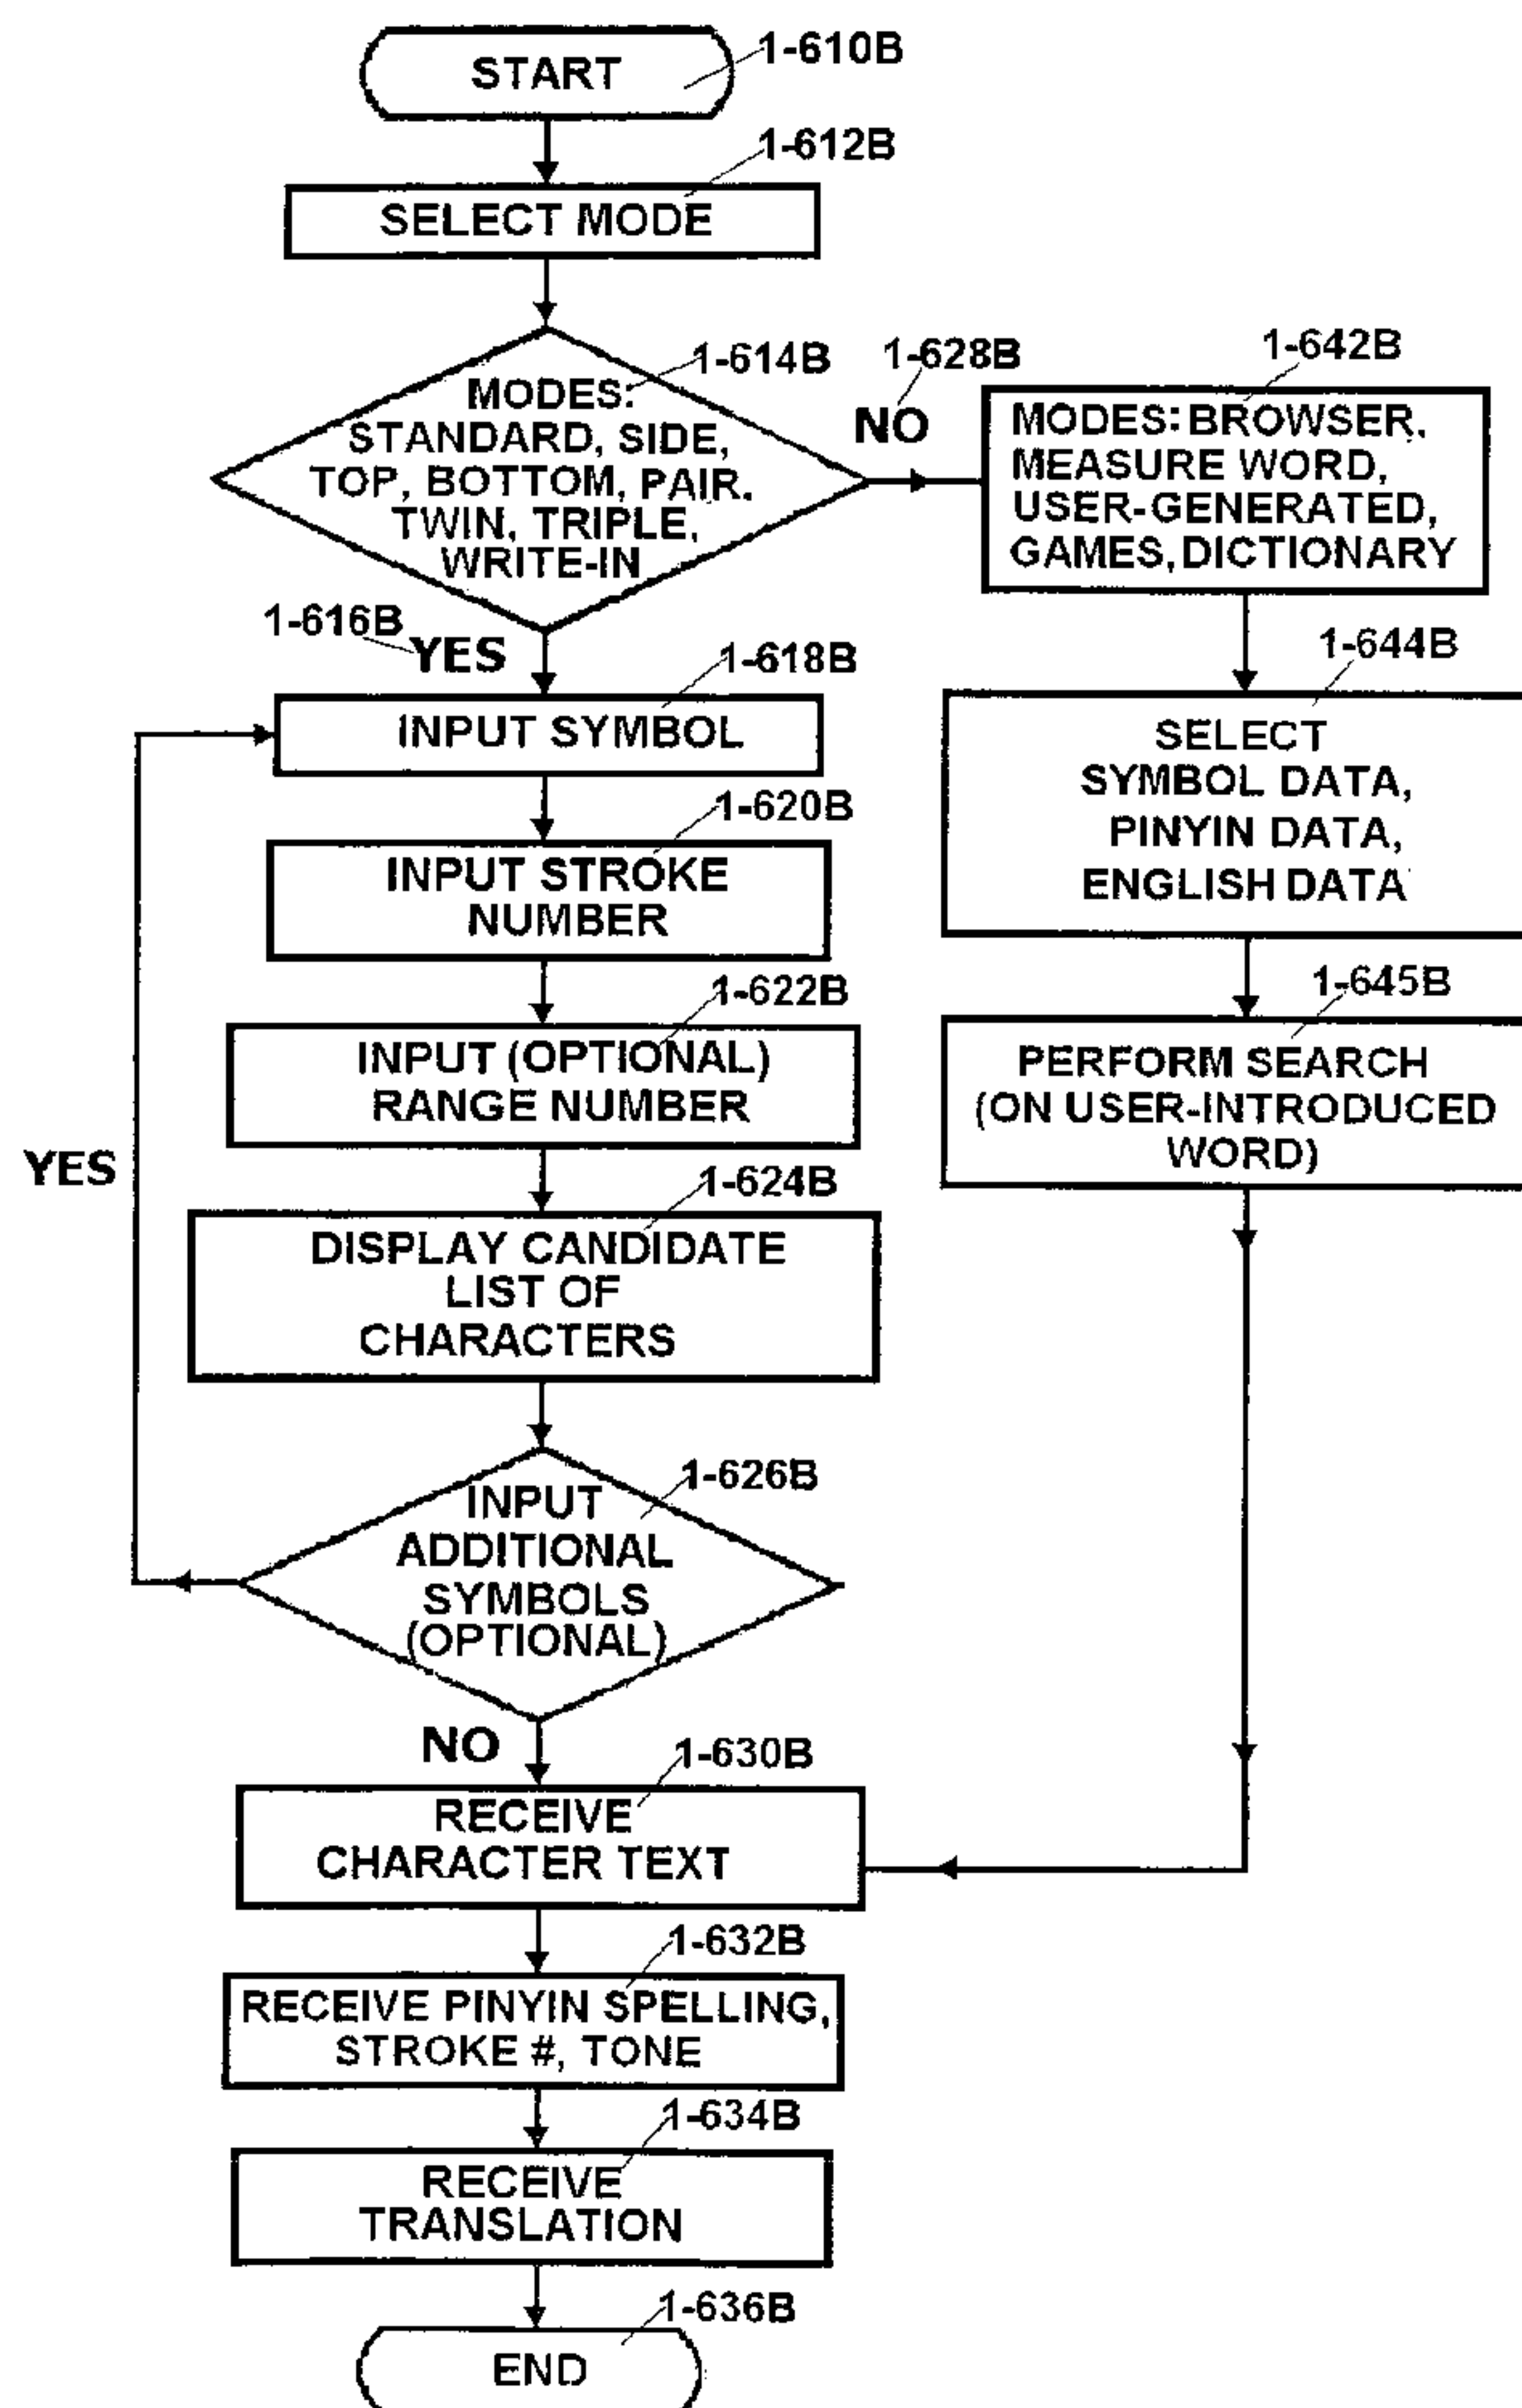 START
1-610B
1-612B
SELECT MODE
1-614B
MODES:
STANDARD, SIDE,
TOP, BOTTOM, PAIR,
TWIN, TRIPLE,
WRITE-IN
1-628B
NO
1-642B
MODES: BROWSER,
MEASURE WORD,
USER-GENERATED,
GAMES, DICTIONARY
1-616B
YES
1-618B
INPUT SYMBOL
1-644B
SELECT
SYMBOL DATA,
PINYIN DATA,
ENGLISH DATA
1-620B
INPUT STROKE
NUMBER
1-645B
PERFORM SEARCH
(ON USER-INTRODUCED
WORD)
1-622B
INPUT (OPTIONAL)
RANGE NUMBER
YES
1-624B
DISPLAY CANDIDATE
LIST OF
CHARACTERS
1-626B
INPUT
ADDITIONAL
SYMBOLS
(OPTIONAL)
NO
1-630B
RECEIVE
CHARACTER TEXT
1-632B
RECEIVE PINYIN SPELLING,
STROKE #, TONE
1-634B
RECEIVE
TRANSLATION
1-636B
END